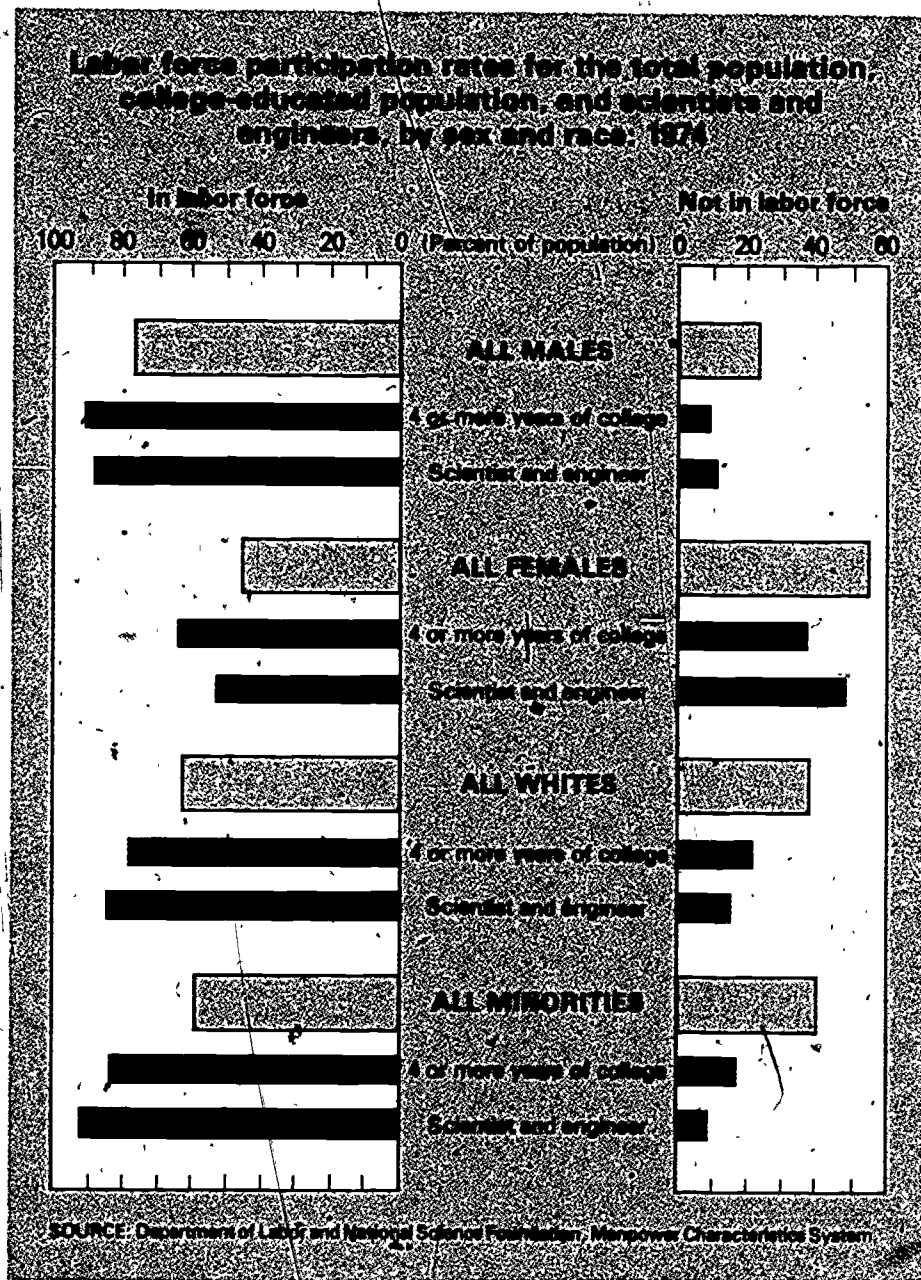 Labor force participation rates for the total population,
college-educated population, and scientists and
engineers, by sex and race: 1974
In labor force
Not in labor force
100 80 60 40 20 0 (Percent of population) 0 20 40 60
ALL MALES
4 or more years of college
Scientist and engineer
ALL FEMALES
4 or more years of college
Scientist and engineer
ALL WHITES
4 or more years of college
Scientist and engineer
ALL MINORITIES
4 or more years of college
Scientist and engineer
SOURCE: Department of Labor and National Science Foundation, Manpower Characteristics System